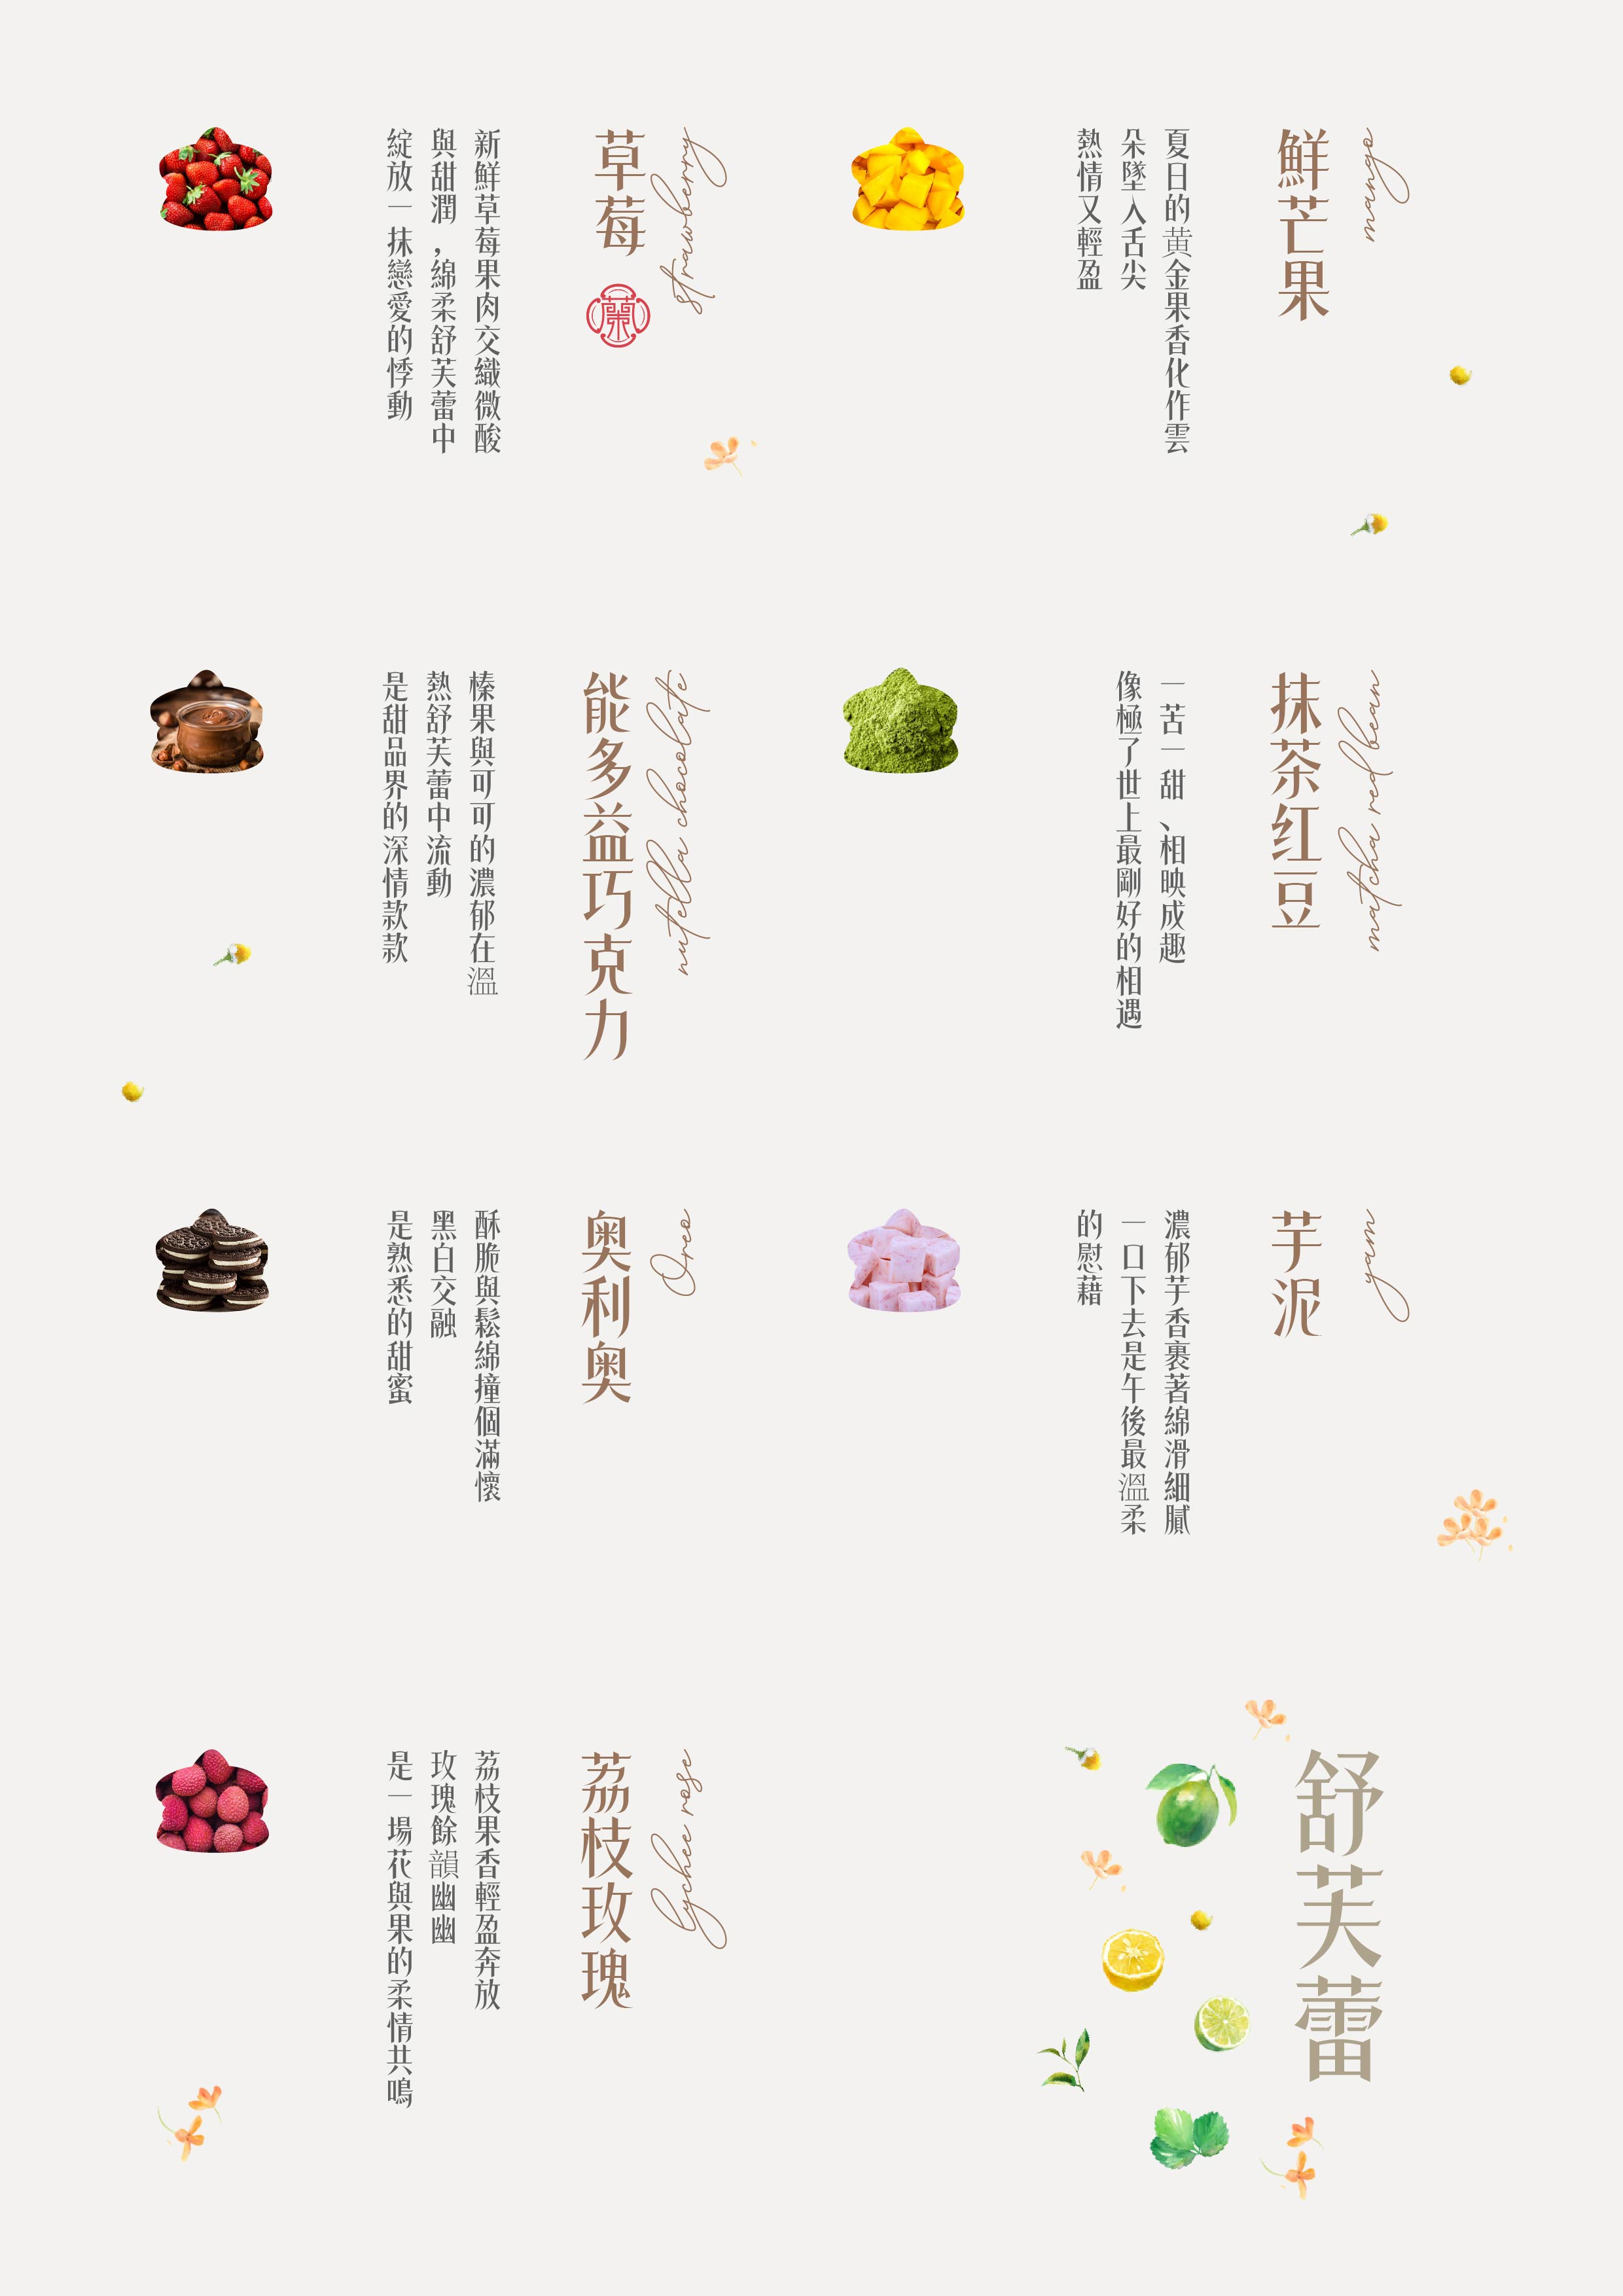 mango
鮮芒果
夏日的黃金果香化作雲
朵墜入舌尖
熱情又輕盈
strawberry
草莓
蘭
新鮮草莓果肉交織微酸
與甜潤，綿柔舒芙蕾中
綻放一抹戀愛的悸動
matcha red bean
抹茶红豆
一苦一甜、相映成趣
像極了世上最剛好的相遇
nutella chocolate
能多益巧克力
榛果與可可的濃郁在溫
熱舒芙蕾中流動
是甜品界的深情款款
yam
芋泥
濃郁芋香裹著綿滑細膩
一口下去是午後最溫柔
的慰藉
Oreo
奧利奧
酥脆與鬆綿撞個滿懷
黑白交融
是熟悉的甜蜜
舒芙蕾
lychee rose
荔枝玫瑰
荔枝果香輕盈奔放
玫瑰餘韻幽幽
是一場花與果的柔情共鳴